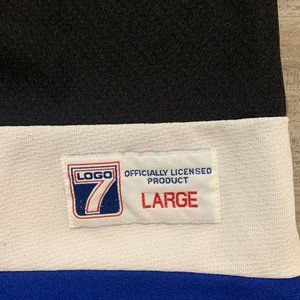 LOGO
7
OFFICIALLY LICENSED
PRODUCT
LARGE